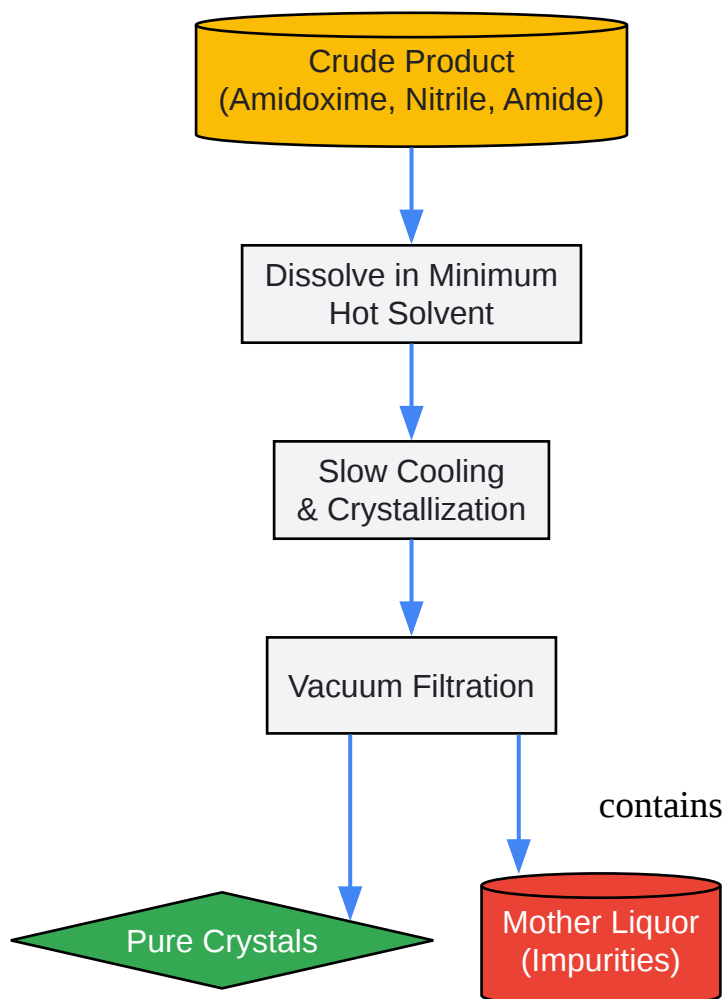 Crude Product
(Amidoxime, Nitrile, Amide)
Dissolve in Minimum
Hot Solvent
Slow Cooling
& Crystallization
Vacuum Filtration
contains
Pure Crystals
Mother Liquor
(Impurities)